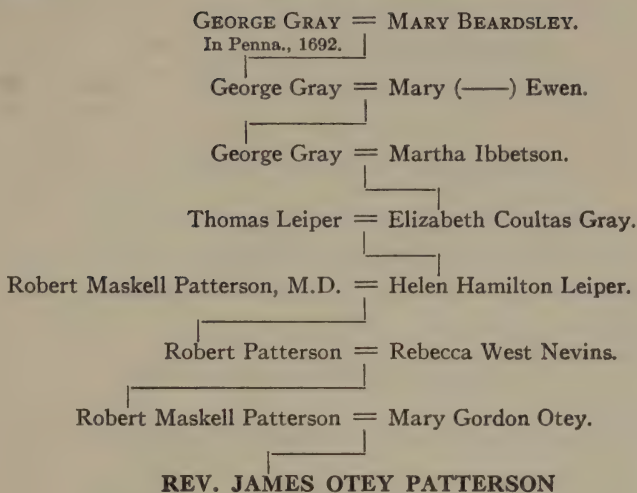 GEORGE GRAY = MARY BEARDSLEY.
In Penna., 1692.
George Gray = Mary (——) Ewen.
George Gray = Martha Ibbetson.
Thomas Leiper = Elizabeth Coultas Gray.
Robert Maskell Patterson, M.D. = Helen Hamilton Leiper.
Robert Patterson = Rebecca West Nevins.
Robert Maskell Patterson = Mary Gordon Otey.
REV. JAMES OTEY PATTERSON